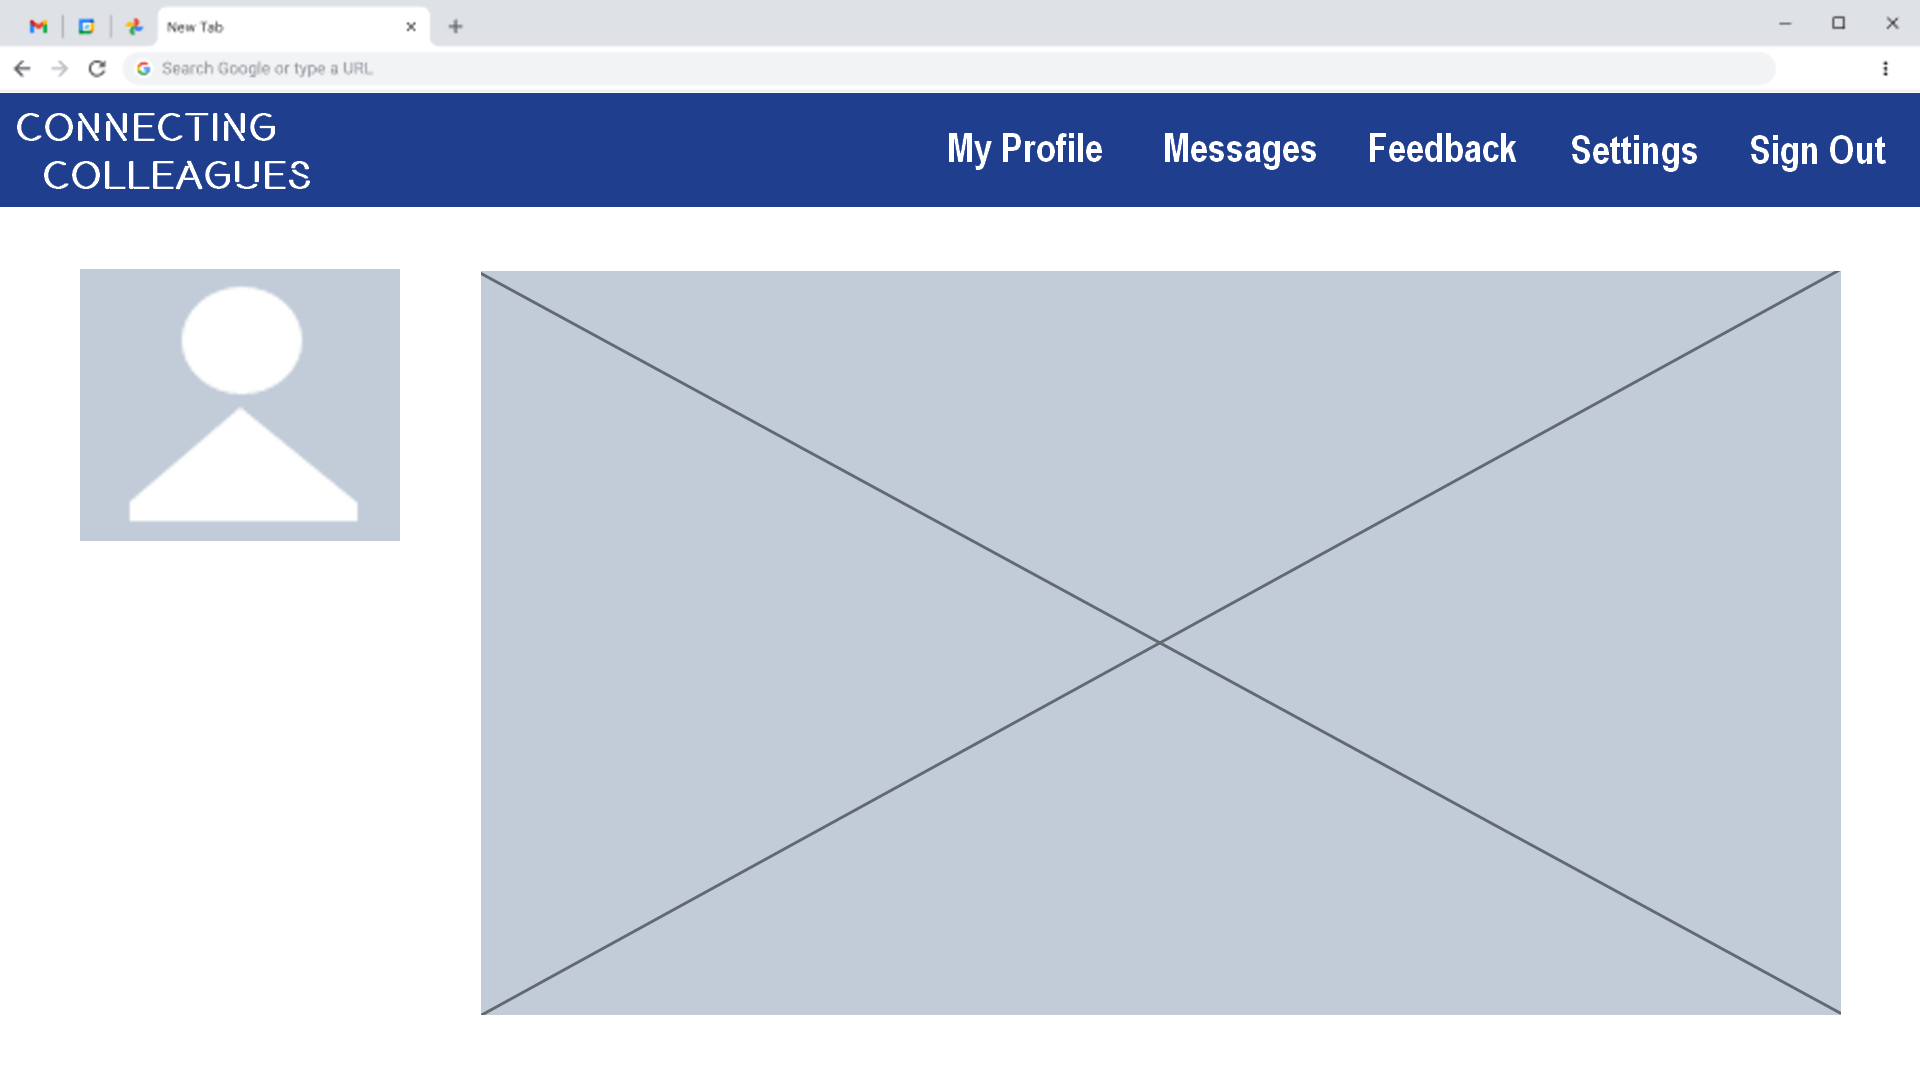 New Tab
Search Google or type a URL
CONNECTING
COLLEAGUES
My Profile Messages Feedback Settings Sign Out